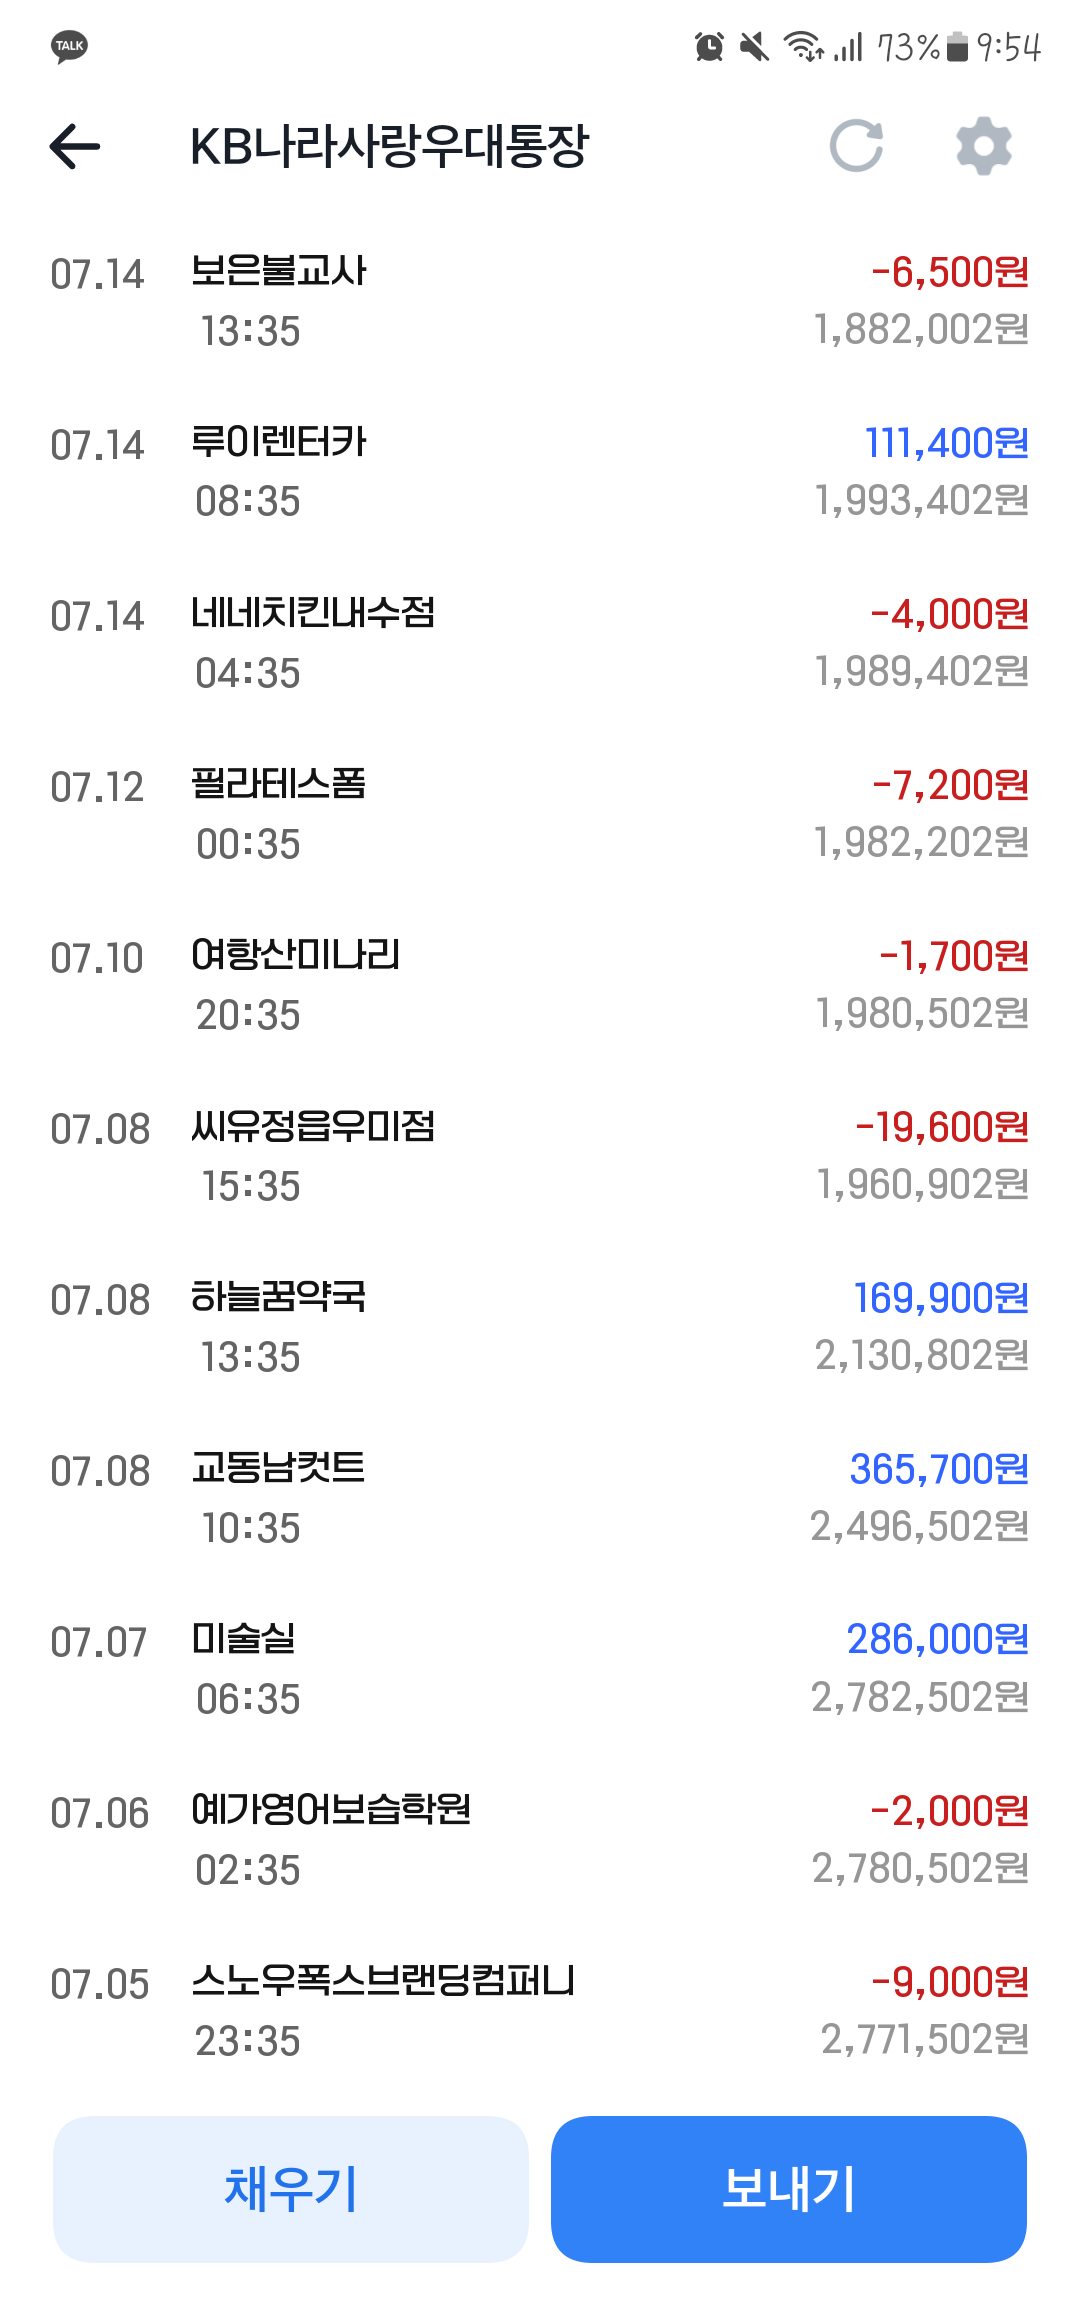 TALK 73% 9:54
KB나라사랑우대통장
07.14 보은불교사 -6,500원
13:35 1,882,002원
07.14 루이렌터카 111,400원
08:35 1,993,402원
07.14 네네치킨내수점 -4,000원
04:35 1,989,402원
07.12 필라테스폼 -7,200원
00:35 1,982,202원
07.10 여항산미나리 -1,700원
20:35 1,980,502원
07.08 씨유정읍우미점 -19,600원
15:35 1,960,902원
07.08 하늘꿈약국 169,900원
13:35 2,130,802원
07.08 교동남컷트 365,700원
10:35 2,496,502원
07.07 미술실 286,000원
06:35 2,782,502원
07.06 예가영어보습학원 -2,000원
02:35 2,780,502원
07.05 스노우폭스브랜딩컴퍼니 -9,000원
23:35 2,771,502원
채우기 보내기